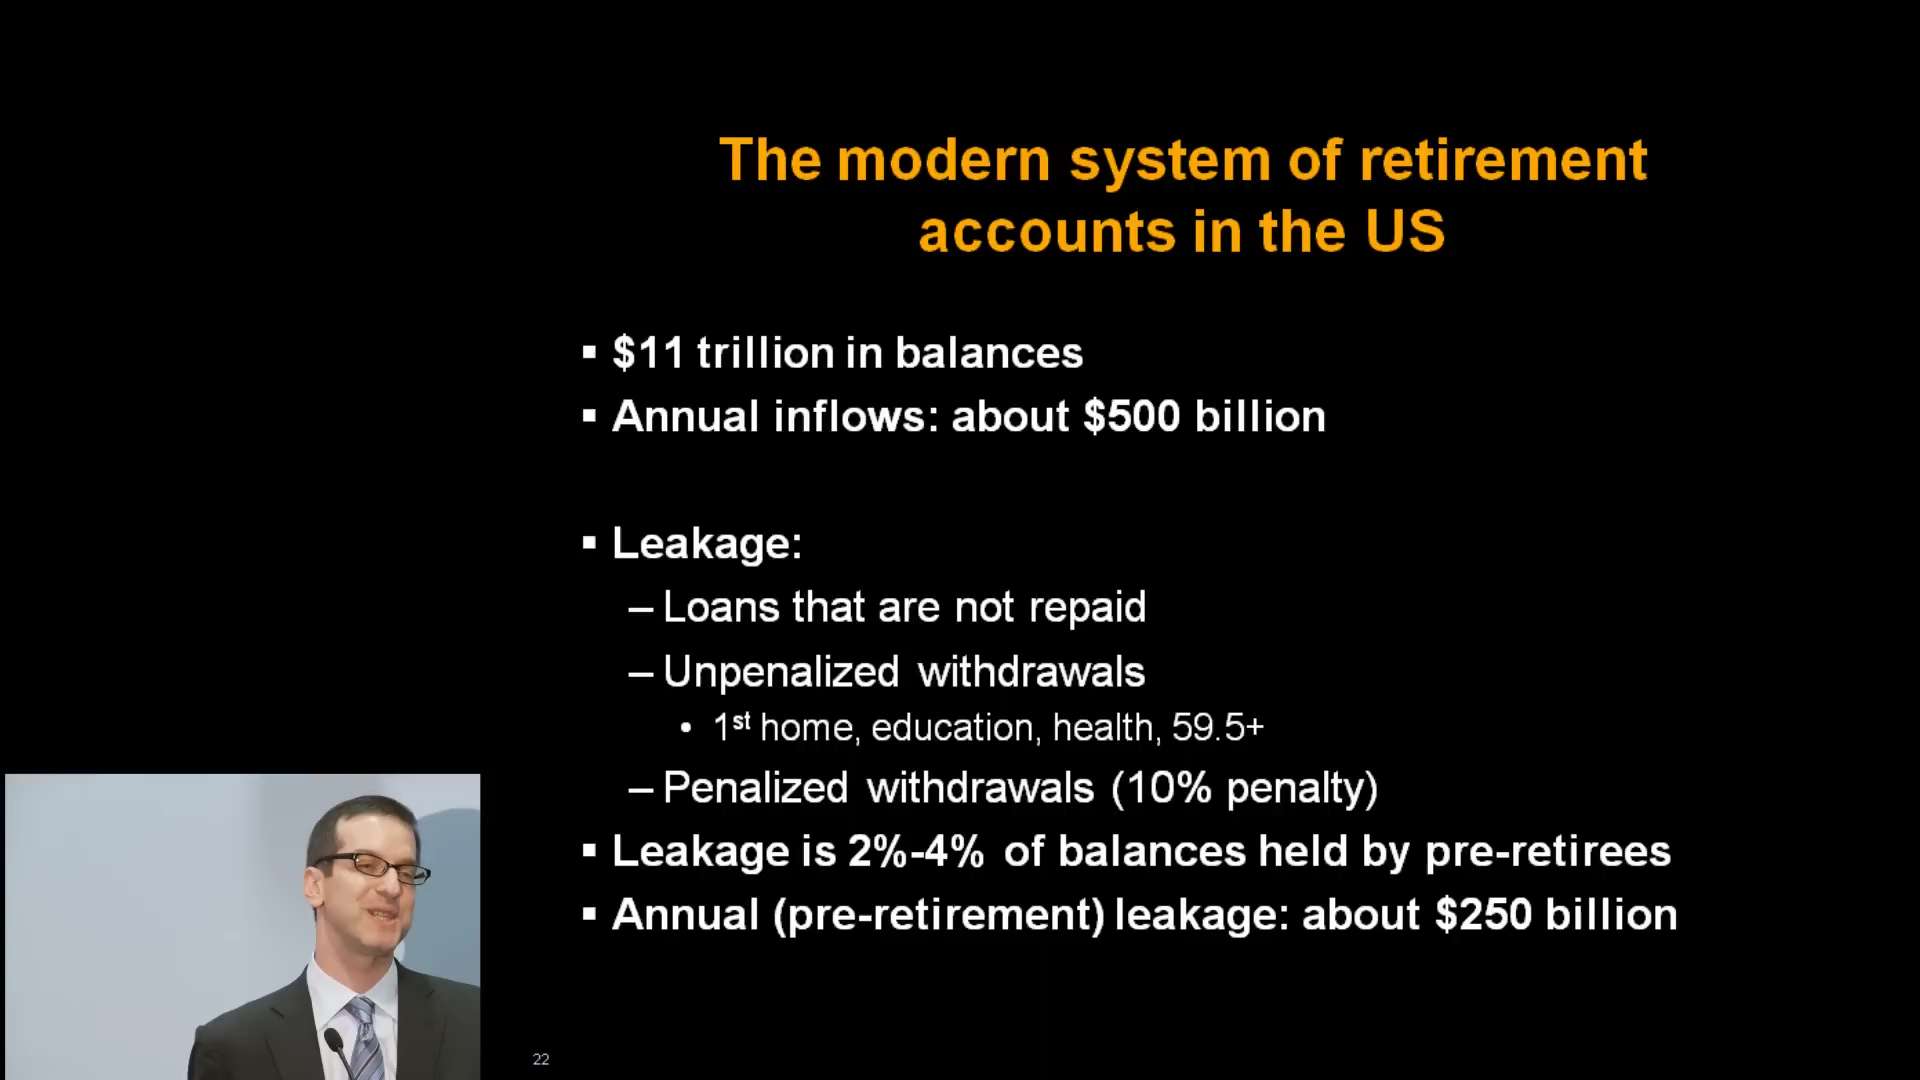 The modern system of retirement
accounts in the US
▪ $11 trillion in balances
▪ Annual inflows: about $500 billion
▪ Leakage:
– Loans that are not repaid
– Unpenalized withdrawals
• 1st home, education, health, 59.5+
– Penalized withdrawals (10% penalty)
▪ Leakage is 2%-4% of balances held by pre-retirees
▪ Annual (pre-retirement) leakage: about $250 billion
22